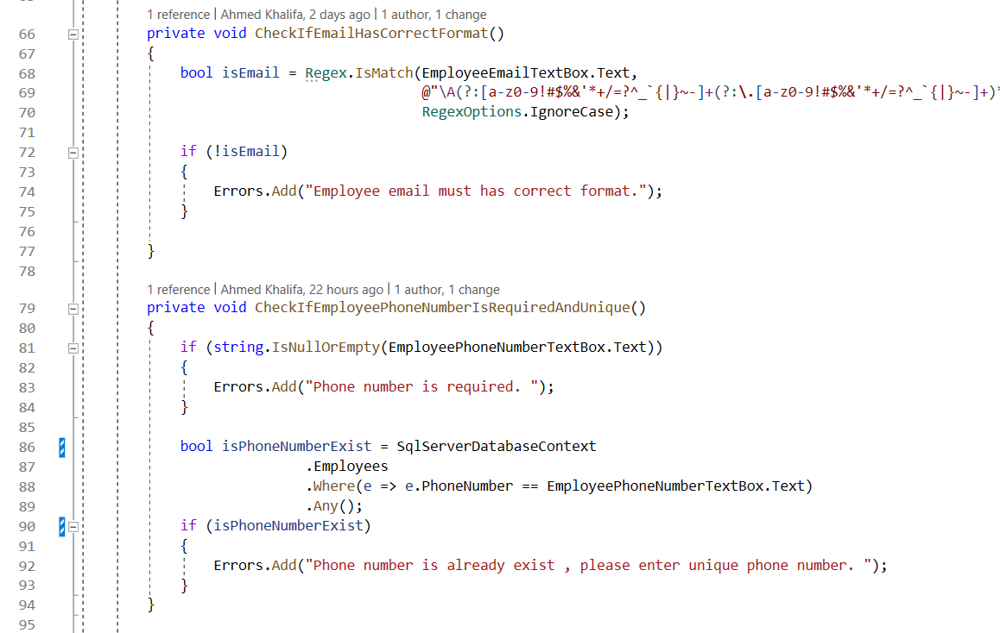 1 reference | Ahmed Khalifa, 2 days ago | 1 author, 1 change
66 private void CheckIfEmailHasCorrectFormat()
67 {
68 bool isEmail = Regex.IsMatch(EmployeeEmailTextBox.Text,
69 @"\A(?:[a-z0-9!#$%&'*+/=?^_`{|}~-]+(?:\.[a-z0-9!#$%&'*+/=?^_`{|}~-]+)*
70 RegexOptions.IgnoreCase);
71
72 if (!isEmail)
73 {
74 Errors.Add("Employee email must has correct format.");
75 }
76
77 }
78
1 reference | Ahmed Khalifa, 22 hours ago | 1 author, 1 change
79 private void CheckIfEmployeePhoneNumberIsRequiredAndUnique()
80 {
81 if (string.IsNullOrEmpty(EmployeePhoneNumberTextBox.Text))
82 {
83 Errors.Add("Phone number is required. ");
84 }
85
86 bool isPhoneNumberExist = SqlServerDatabaseContext
87 .Employees
88 .Where(e => e.PhoneNumber == EmployeePhoneNumberTextBox.Text)
89 .Any();
90 if (isPhoneNumberExist)
91 {
92 Errors.Add("Phone number is already exist , please enter unique phone number. ");
93 }
94 }
95